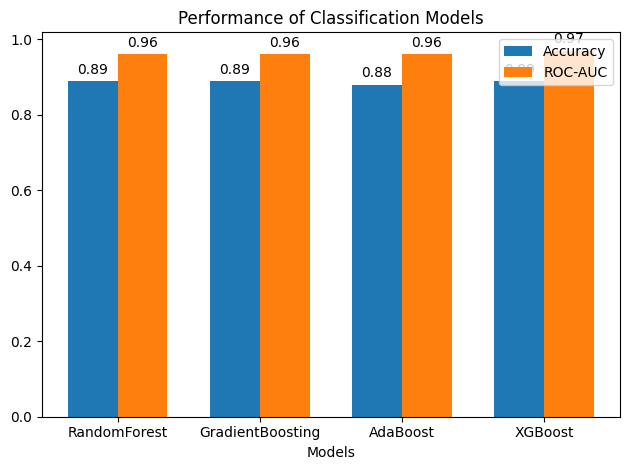 Performance of Classification Models
1.0
0.8
0.6
0.4
0.2
0.0
0.89
0.96
0.89
0.96
0.88
0.96
0.89
0.97
Accuracy
ROC-AUC
RandomForest
GradientBoosting
AdaBoost
XGBoost
Models